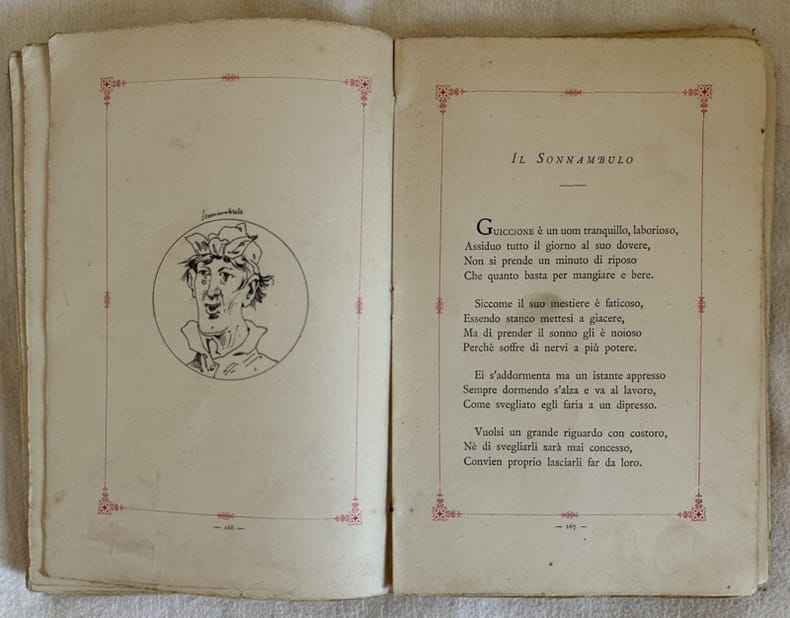 Sonnambulo
— 166 —
IL SONNAMBULO
GUICCIONE è un uom tranquillo, laborioso,
Assiduo tutto il giorno al suo dovere,
Non si prende un minuto di riposo
Che quanto basta per mangiare e bere.
Siccome il suo mestiere è faticoso,
Essendo stanco mettesi a giacere,
Ma di prender il sonno gli è noioso
Perchè soffre di nervi a più potere.
Ei s'addormenta ma un istante appresso
Sempre dormendo s'alza e va al lavoro,
Come svegliato egli faria a un dipresso.
Vuolsi un grande riguardo con costoro,
Nè di svegliarli sarà mai concesso,
Convien proprio lasciarli far da loro.
— 167 —